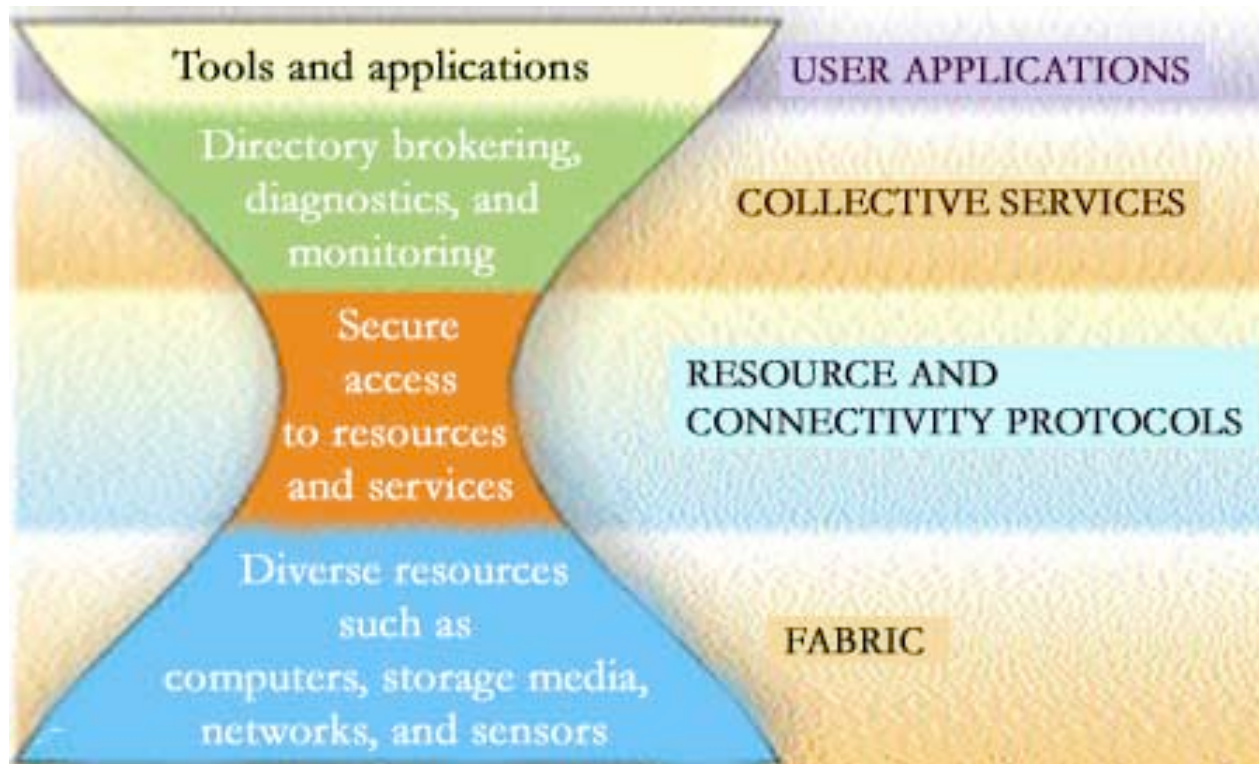 Tools and applications
USER APPLICATIONS
Directory brokering,
diagnostics, and
monitoring
COLLECTIVE SERVICES
Secure
access
to resources
and services
RESOURCE AND
CONNECTIVITY PROTOCOLS
Diverse resources
such as
computers, storage media,
networks, and sensors
FABRIC